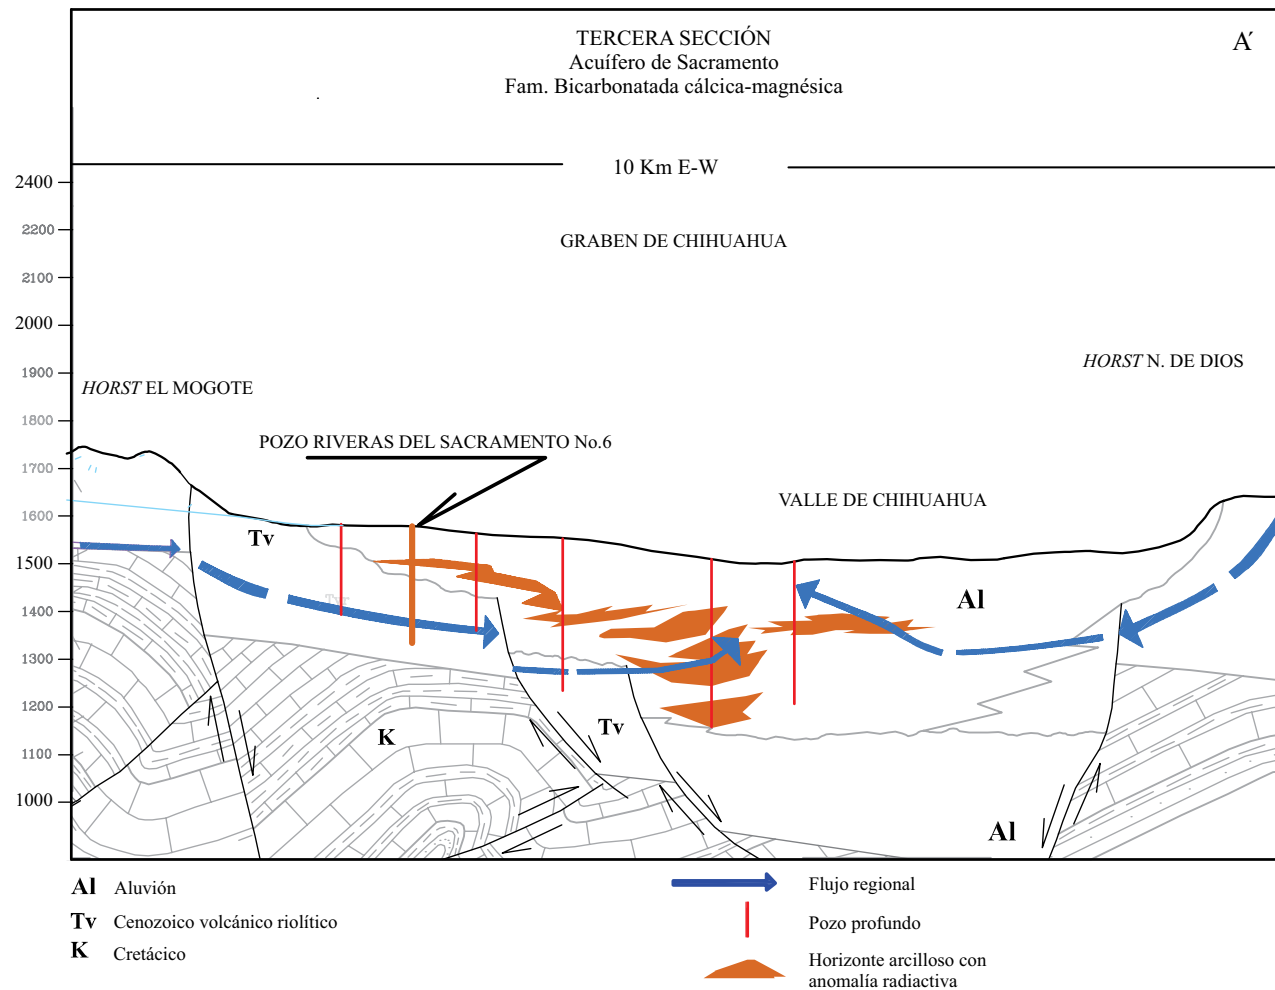 TERCERA SECCIÓN
Acuífero de Sacramento
Fam. Bicarbonatada cálcica-magnésica
A´
10 Km E-W
2400
2200
2100
2000
1900
1800
1700
1600
1500
1400
1300
1200
1100
1000
GRABEN DE CHIHUAHUA
HORST N. DE DIOS
HORST EL MOGOTE
POZO RIVERAS DEL SACRAMENTO No.6
VALLE DE CHIHUAHUA
Tv
Al
Tv
K
Al
Al Aluvión
Tv Cenozoico volcánico riolítico
K Cretácico
Flujo regional
Pozo profundo
Horizonte arcilloso con
anomalía radiactiva